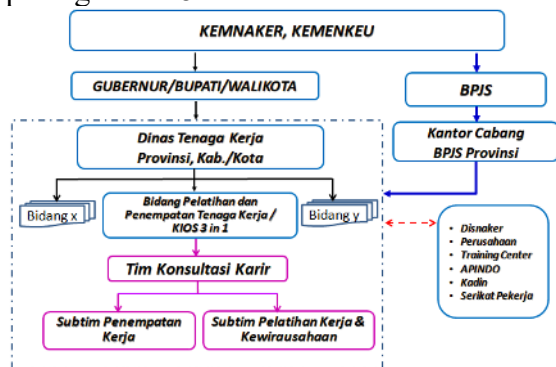 KEMNAKER, KEMENKEU
GUBERNUR/BUPATI/WALIKOTA
BPJS
Dinas Tenaga Kerja
Provinsi, Kab./Kota
Kantor Cabang
BPJS Provinsi
Bidang x
Bidang Pelatihan dan
Penempatan Tenaga Kerja /
KIOS 3 in 1
Bidang y
• Disnaker
• Perusahaan
• Training Center
• APINDO
• Kadin
• Serikat Pekerja
Tim Konsultasi Karir
Subtim Penempatan
Kerja
Subtim Pelatihan Kerja &
Kewirausahaan